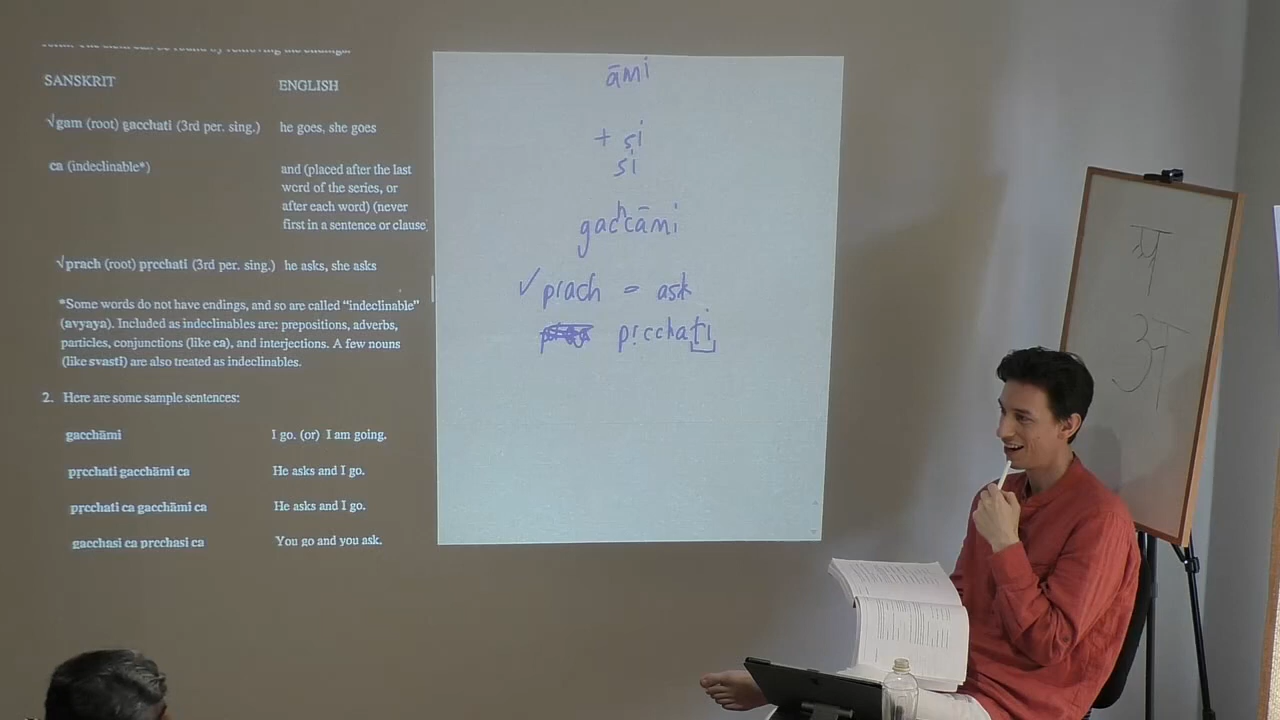 SANSKRIT ENGLISH
√gam (root) gacchati (3rd per. sing.) he goes, she goes
ca (indeclinable*) and (placed after the last
word of the series, or
after each word) (never
first in a sentence or clause
√prach (root) pṛcchati (3rd per. sing.) he asks, she asks
*Some words do not have endings, and so are called “indeclinable”
(avyaya). Included as indeclinables are: prepositions, adverbs,
particles, conjunctions (like ca), and interjections. A few nouns
(like svasti) are also treated as indeclinables.
2. Here are some sample sentences:
gacchāmi I go. (or) I am going.
pṛcchati gacchāmi ca He asks and I go.
pṛcchati ca gacchāmi ca He asks and I go.
gacchasi ca pṛcchasi ca You go and you ask.
āmi
+ si
si
gacchāmi
√prach = ask
pṛcchati
अ